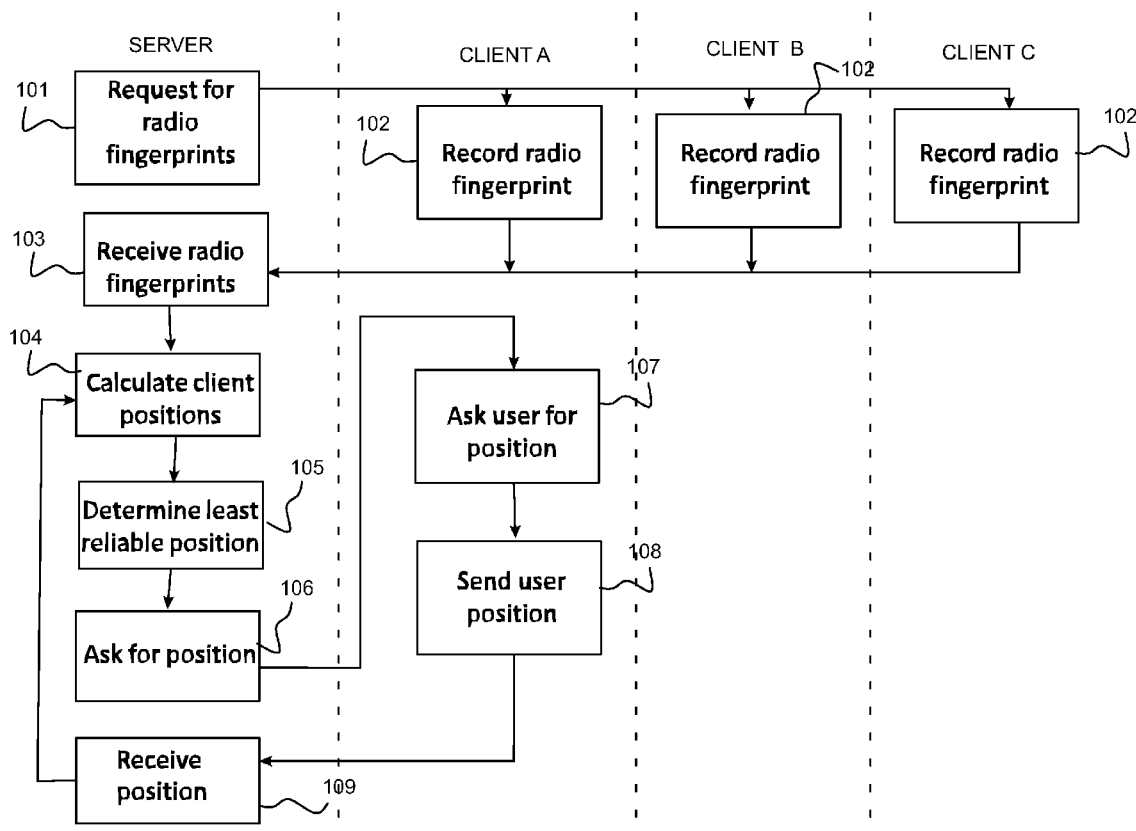 SERVER
CLIENT A
CLIENT B
CLIENT C
101
Request for
radio
fingerprints
102
Record radio
fingerprint
102
Record radio
fingerprint
102
Record radio
fingerprint
103
Receive radio
fingerprints
104
Calculate client
positions
105
Determine least
reliable position
106
Ask for position
107
Ask user for
position
108
Send user
position
Receive
position
109